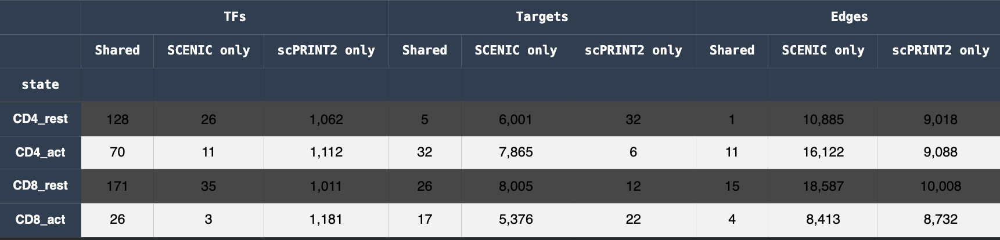 TFs Targets Edges
Shared SCENIC only scPRINT2 only Shared SCENIC only scPRINT2 only Shared SCENIC only scPRINT2 only
state
CD4_rest 128 26 1,062 5 6,001 32 1 10,885 9,018
CD4_act 70 11 1,112 32 7,865 6 11 16,122 9,088
CD8_rest 171 35 1,011 26 8,005 12 15 18,587 10,008
CD8_act 26 3 1,181 17 5,376 22 4 8,413 8,732